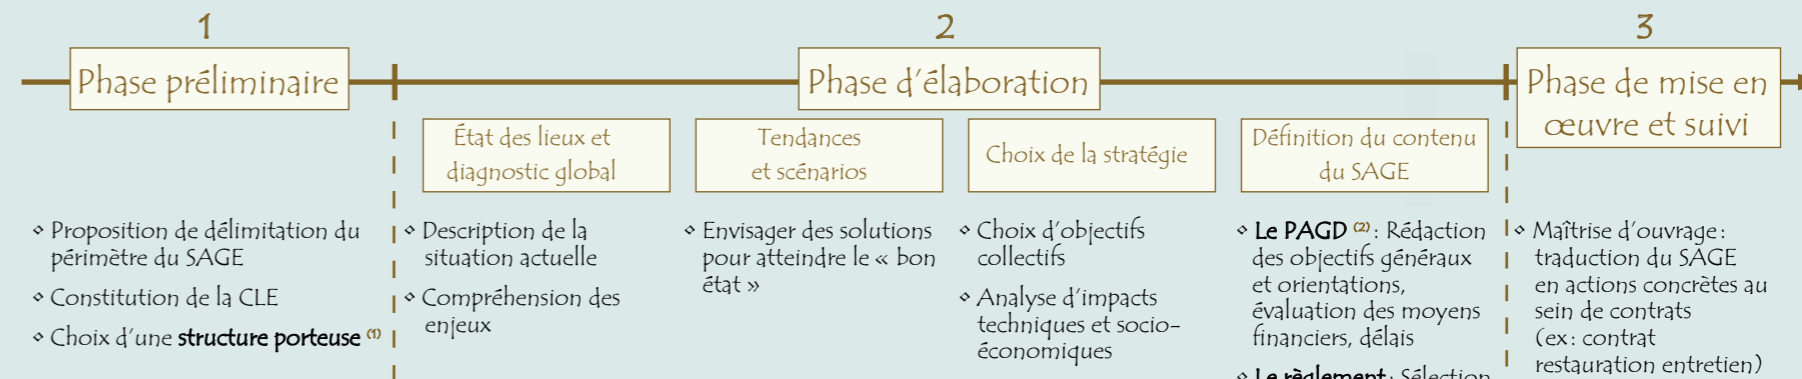 1
Phase préliminaire
◦ Proposition de délimitation du
périmètre du SAGE
◦ Constitution de la CLE
◦ Choix d'une structure porteuse (1)
2
Phase d'élaboration
État des lieux et
diagnostic global
◦ Description de la
situation actuelle
◦ Compréhension des
enjeux
Tendances
et scénarios
◦ Envisager des solutions
pour atteindre le « bon
état »
Choix de la stratégie
◦ Choix d'objectifs
collectifs
◦ Analyse d'impacts
techniques et socio-
économiques
Définition du contenu
du SAGE
◦ Le PAGD (2) : Rédaction
des objectifs généraux
et orientations,
évaluation des moyens
financiers, délais
◦ Le règlement : Sélection
3
Phase de mise en
œuvre et suivi
◦ Maîtrise d'ouvrage :
traduction du SAGE
en actions concrètes au
sein de contrats
(ex : contrat
restauration entretien)